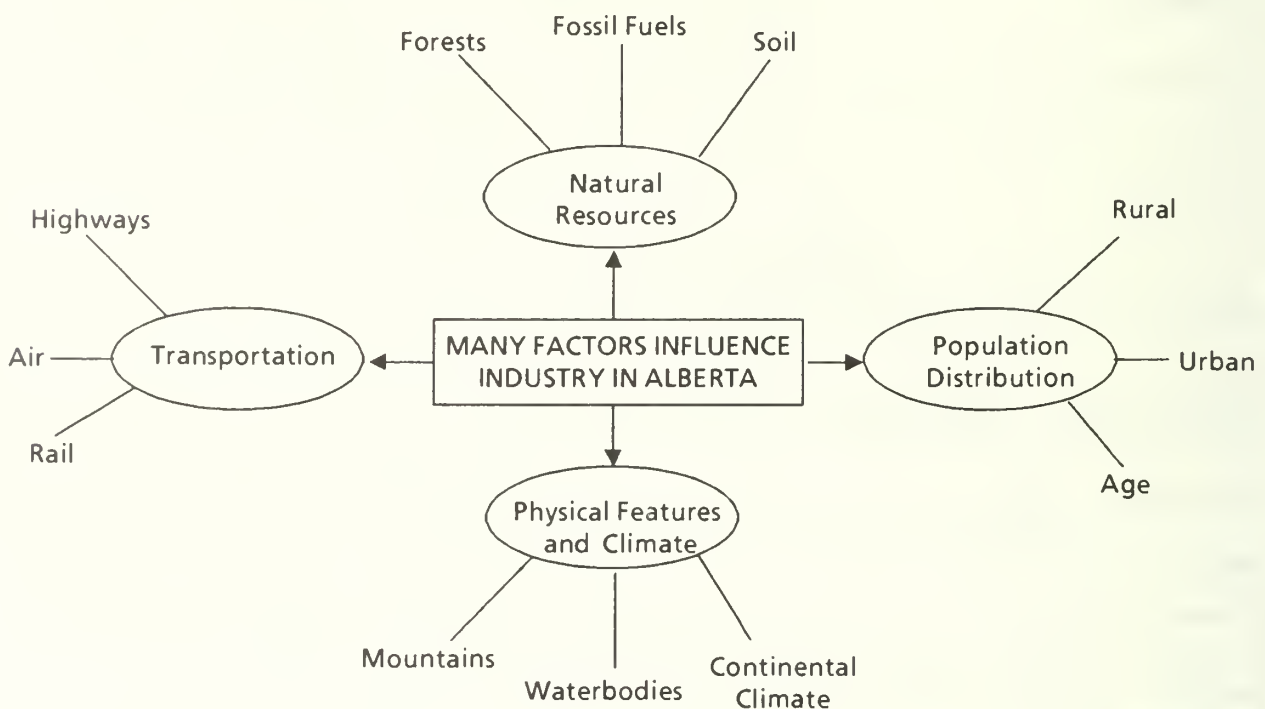 Fossil Fuels
Forests
Soil
Natural
Resources
Highways
Rural
Air
Transportation
MANY FACTORS INFLUENCE
INDUSTRY IN ALBERTA
Population
Distribution
Urban
Rail
Age
Physical Features
and Climate
Mountains
Waterbodies
Continental
Climate